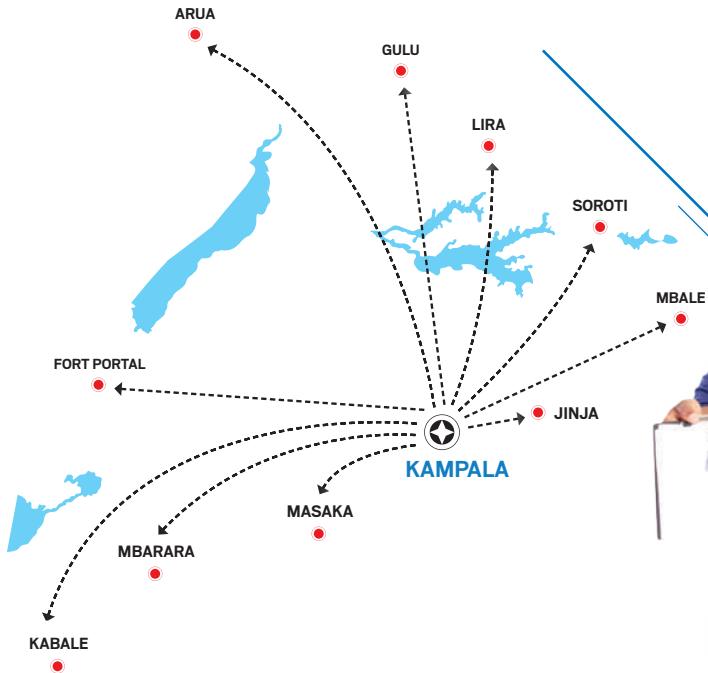 ARUA
GULU
LIRA
SOROTI
MBALE
FORT PORTAL
JINJA
KAMPALA
MASAKA
MBARARA
KABALE